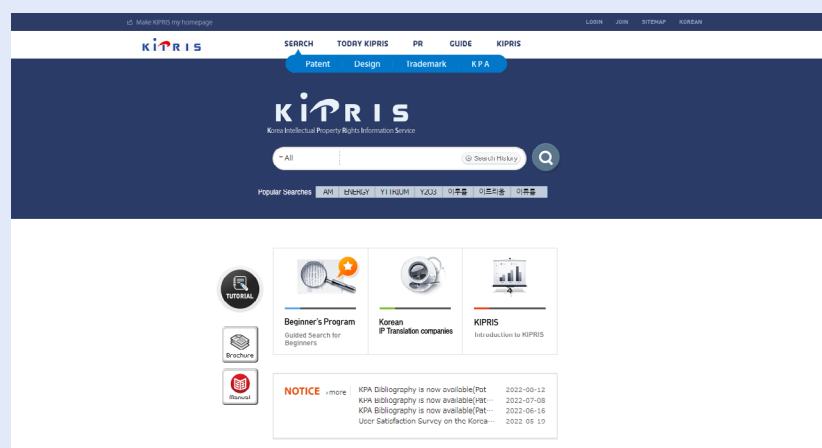 Make KIPRIS my homepage
LOGIN JOIN SITEMAP KOREAN
KIPRIS
SEARCH TODAY KIPRIS PR GUIDE KIPRIS
Patent Design Trademark KPA
KIPRIS
Korea Intellectual Property Rights Information Service
All
Search History
Popular Searches AM ENERGY YTTRIUM Y2O3 이투륨 이트리움 이튜륨
TUTORIAL
Beginner's Program
Guided Search for
Beginners
Korean
IP Translation companies
KIPRIS
Introduction to KIPRIS
Brochure
Manual
NOTICE more
KPA Bibliography is now available(Pat 2022-08-12
KPA Bibliography is now available(Pat··· 2022-07-08
KPA Bibliography is now available(Pat··· 2022-06-16
User Satisfaction Survey on the Korea··· 2022-05-19